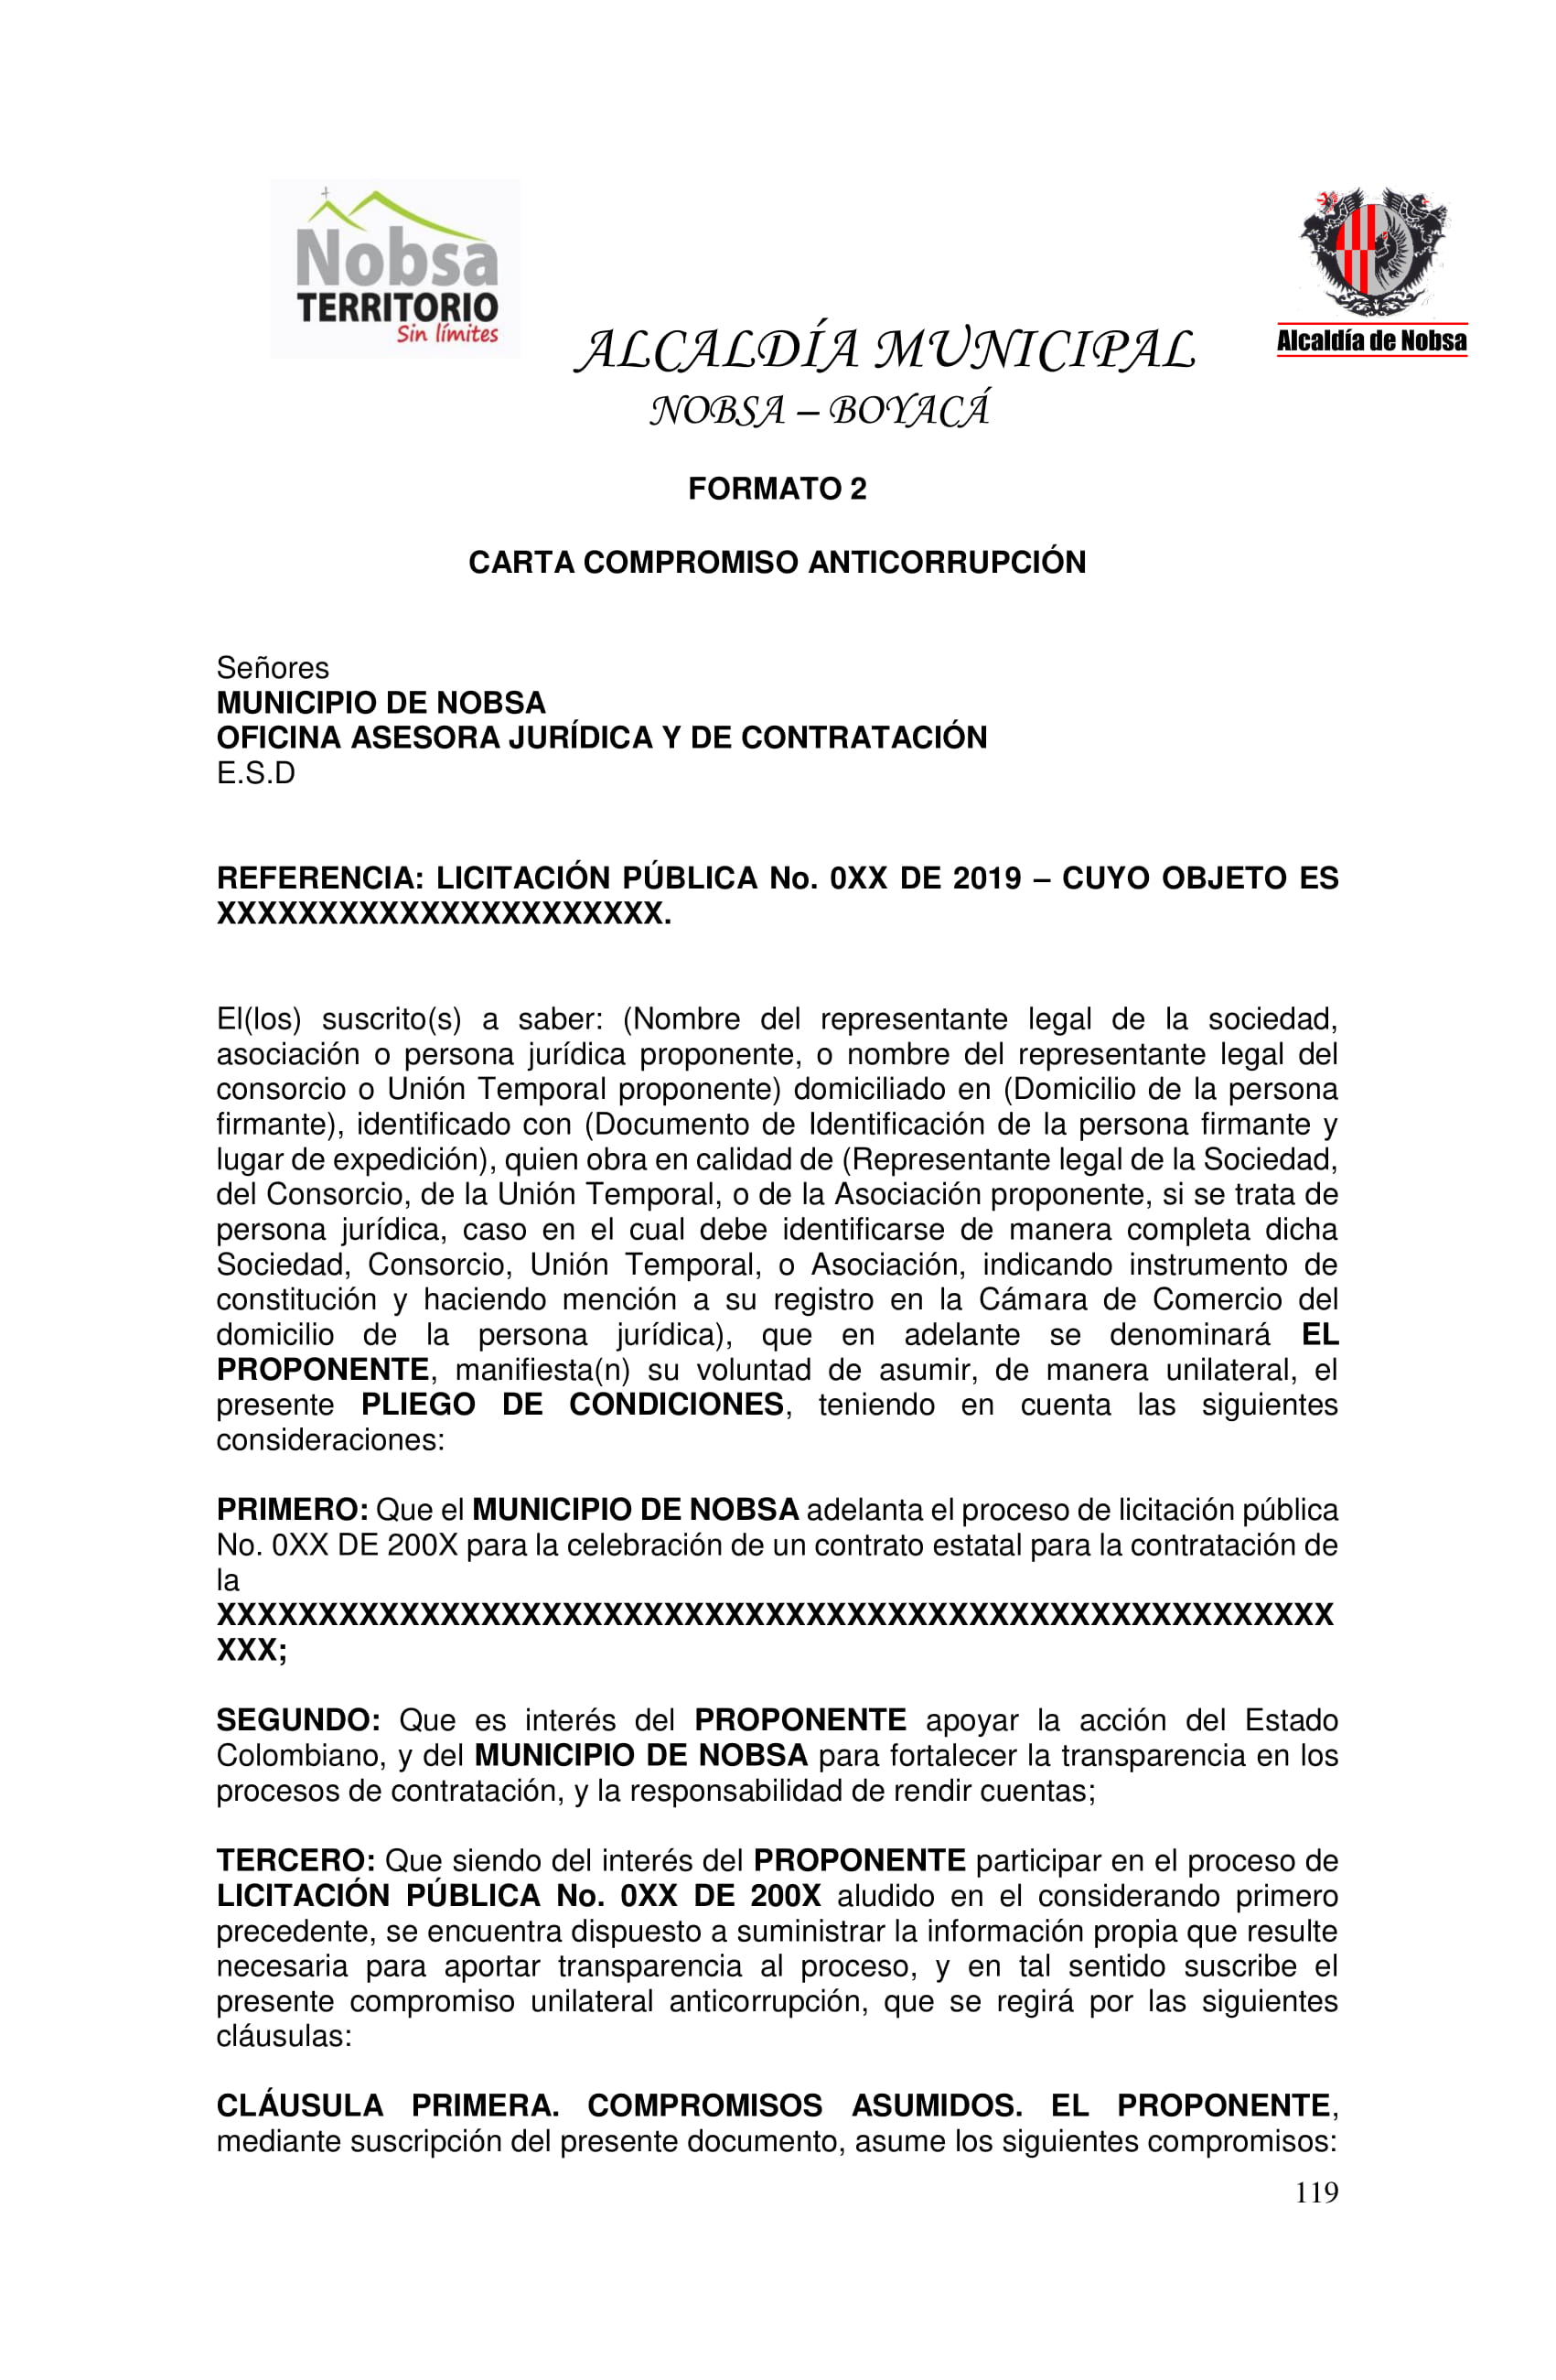 Nobsa
TERRITORIO
Sin límites
Alcaldía de Nobsa
ALCALDÍA MUNICIPAL
NOBSA – BOYACÁ
FORMATO 2
CARTA COMPROMISO ANTICORRUPCIÓN
Señores
MUNICIPIO DE NOBSA
OFICINA ASESORA JURÍDICA Y DE CONTRATACIÓN
E.S.D
REFERENCIA: LICITACIÓN PÚBLICA No. 0XX DE 2019 – CUYO OBJETO ES
XXXXXXXXXXXXXXXXXXXXXX.
El(los) suscrito(s) a saber: (Nombre del representante legal de la sociedad,
asociación o persona jurídica proponente, o nombre del representante legal del
consorcio o Unión Temporal proponente) domiciliado en (Domicilio de la persona
firmante), identificado con (Documento de Identificación de la persona firmante y
lugar de expedición), quien obra en calidad de (Representante legal de la Sociedad,
del Consorcio, de la Unión Temporal, o de la Asociación proponente, si se trata de
persona jurídica, caso en el cual debe identificarse de manera completa dicha
Sociedad, Consorcio, Unión Temporal, o Asociación, indicando instrumento de
constitución y haciendo mención a su registro en la Cámara de Comercio del
domicilio de la persona jurídica), que en adelante se denominará EL
PROPONENTE, manifiesta(n) su voluntad de asumir, de manera unilateral, el
presente PLIEGO DE CONDICIONES, teniendo en cuenta las siguientes
consideraciones:
PRIMERO: Que el MUNICIPIO DE NOBSA adelanta el proceso de licitación pública
No. 0XX DE 200X para la celebración de un contrato estatal para la contratación de
la
XXXXXXXXXXXXXXXXXXXXXXXXXXXXXXXXXXXXXXXXXXXXXXXXXXXXXXX
XXX;
SEGUNDO: Que es interés del PROPONENTE apoyar la acción del Estado
Colombiano, y del MUNICIPIO DE NOBSA para fortalecer la transparencia en los
procesos de contratación, y la responsabilidad de rendir cuentas;
TERCERO: Que siendo del interés del PROPONENTE participar en el proceso de
LICITACIÓN PÚBLICA No. 0XX DE 200X aludido en el considerando primero
precedente, se encuentra dispuesto a suministrar la información propia que resulte
necesaria para aportar transparencia al proceso, y en tal sentido suscribe el
presente compromiso unilateral anticorrupción, que se regirá por las siguientes
cláusulas:
CLÁUSULA PRIMERA. COMPROMISOS ASUMIDOS. EL PROPONENTE,
mediante suscripción del presente documento, asume los siguientes compromisos:
119